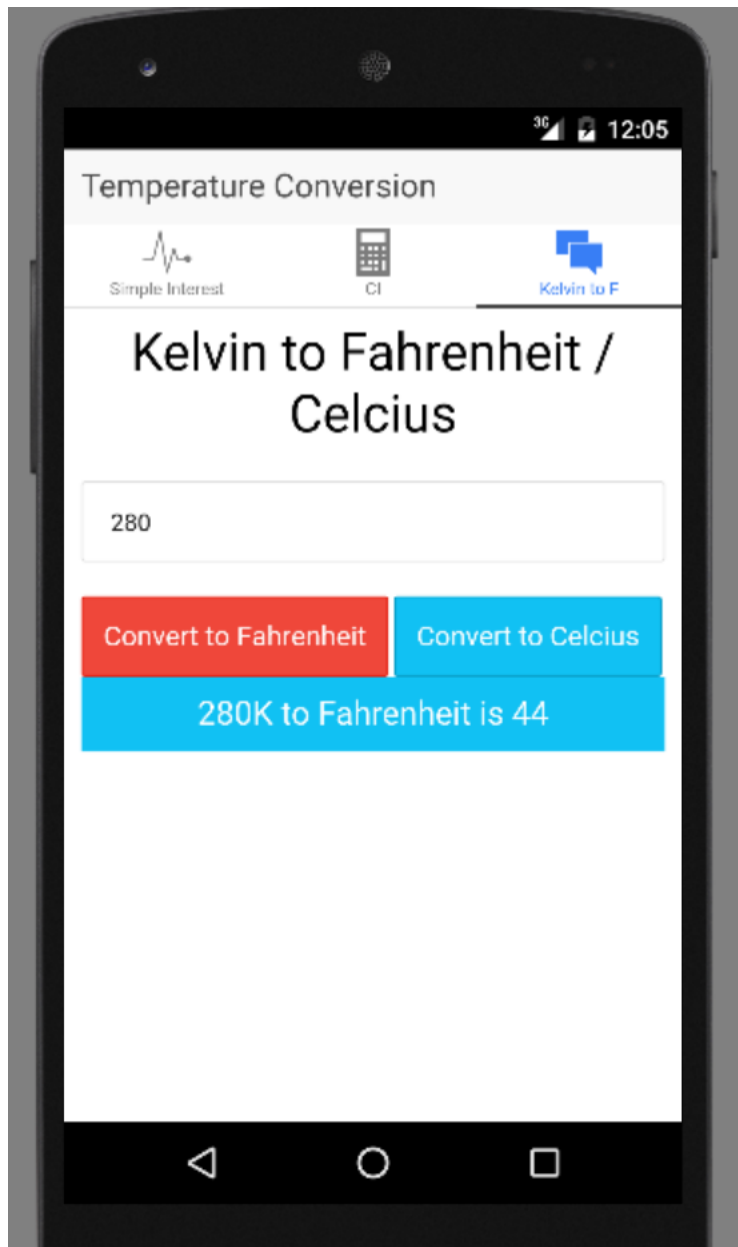 3G 12:05
Temperature Conversion
Simple Interest CI Kelvin to F
Kelvin to Fahrenheit /
Celcius
280
Convert to Fahrenheit Convert to Celcius
280K to Fahrenheit is 44